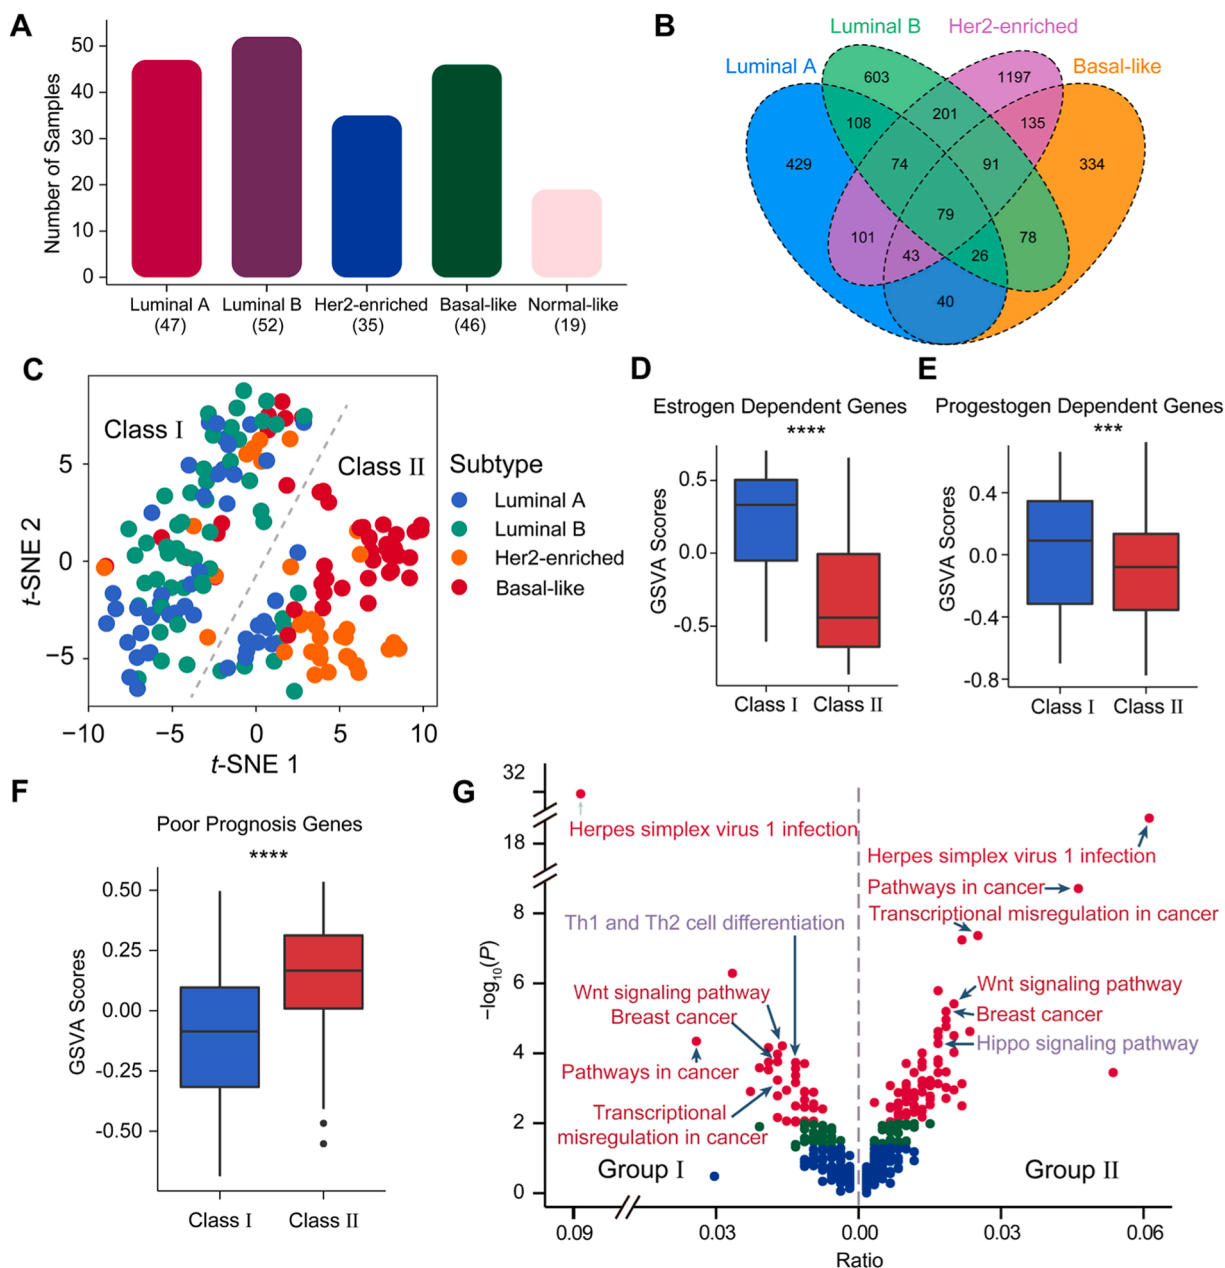 A
Number of Samples
50
40
30
20
10
0
Luminal A
(47)
Luminal B
(52)
Her2-enriched
(35)
Basal-like
(46)
Normal-like
(19)
B
Luminal B
Her2-enriched
Luminal A
Basal-like
603
1197
108
201
135
429
74
91
334
79
101
43
26
78
40
C
Class I
Class II
5
0
−5
t-SNE 2
−10
−5
0
5
10
t-SNE 1
Subtype
Luminal A
Luminal B
Her2-enriched
Basal-like
D
Estrogen Dependent Genes
****
GSVA Scores
0.5
0.0
-0.5
Class I
Class II
E
Progestogen Dependent Genes
***
GSVA Scores
0.4
0.0
-0.4
-0.8
Class I
Class II
F
Poor Prognosis Genes
****
GSVA Scores
0.50
0.25
0.00
-0.25
-0.50
Class I
Class II
G
32
18
8
6
4
2
0
−log10(P)
Herpes simplex virus 1 infection
Herpes simplex virus 1 infection
Pathways in cancer
Transcriptional misregulation in cancer
Th1 and Th2 cell differentiation
Wnt signaling pathway
Breast cancer
Wnt signaling pathway
Breast cancer
Hippo signaling pathway
Pathways in cancer
Transcriptional
misregulation in cancer
Group I
Group II
0.09
0.03
0.00
0.03
0.06
Ratio